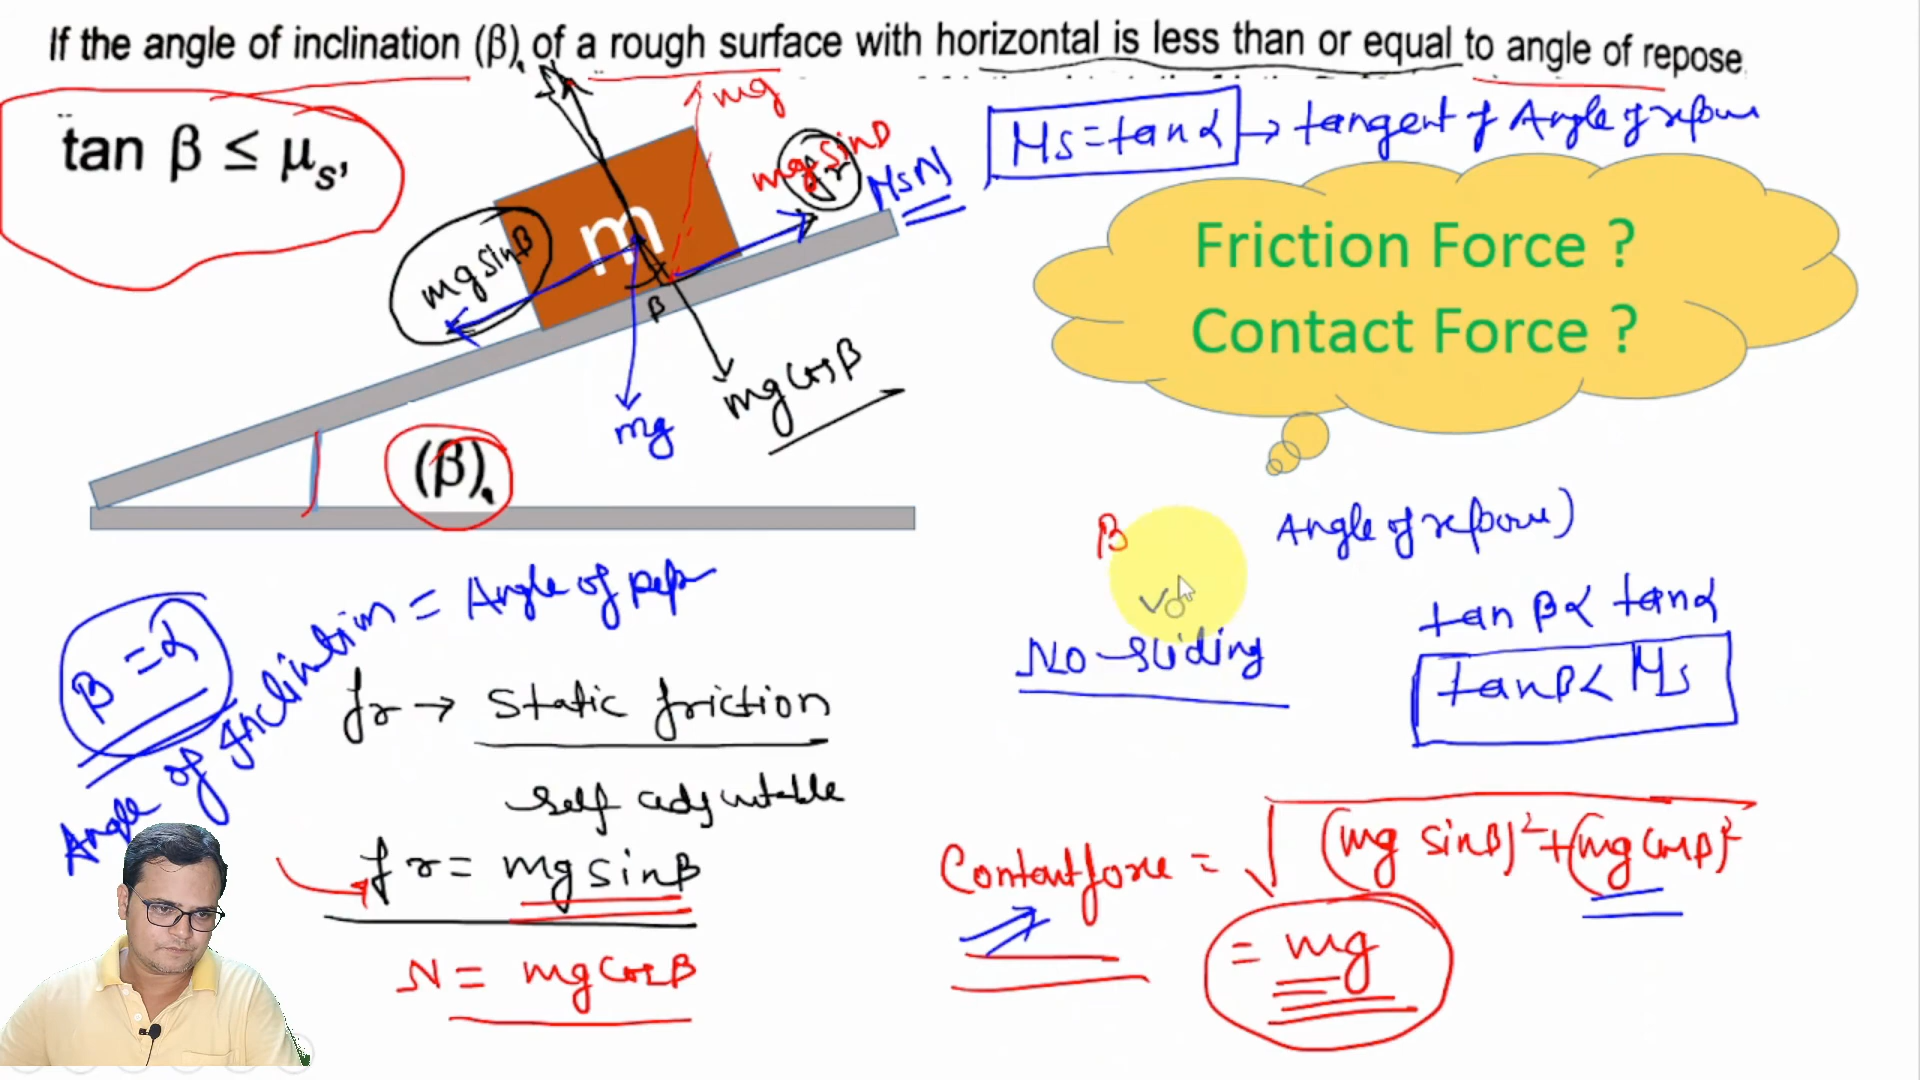 If the angle of inclination (β), of a rough surface with horizontal is less than or equal to angle of repose
tan β ≤ μs,
mg
mg sinβ
fr
μsN
μs = tanα → tangent of Angle of repose
Friction Force ?
Contact Force ?
m
mg sinβ
β
mg cosβ
mg
(β).
β
Angle of repose)
No sliding
tan β < tanα
tanβ < μs
β = α
Angle of Inclination = Angle of rep
fr → Static friction
self adjustable
fr = mg sinβ
N = mg cosβ
Contact force = √(mg sinβ)² + (mg cosβ)²
= mg